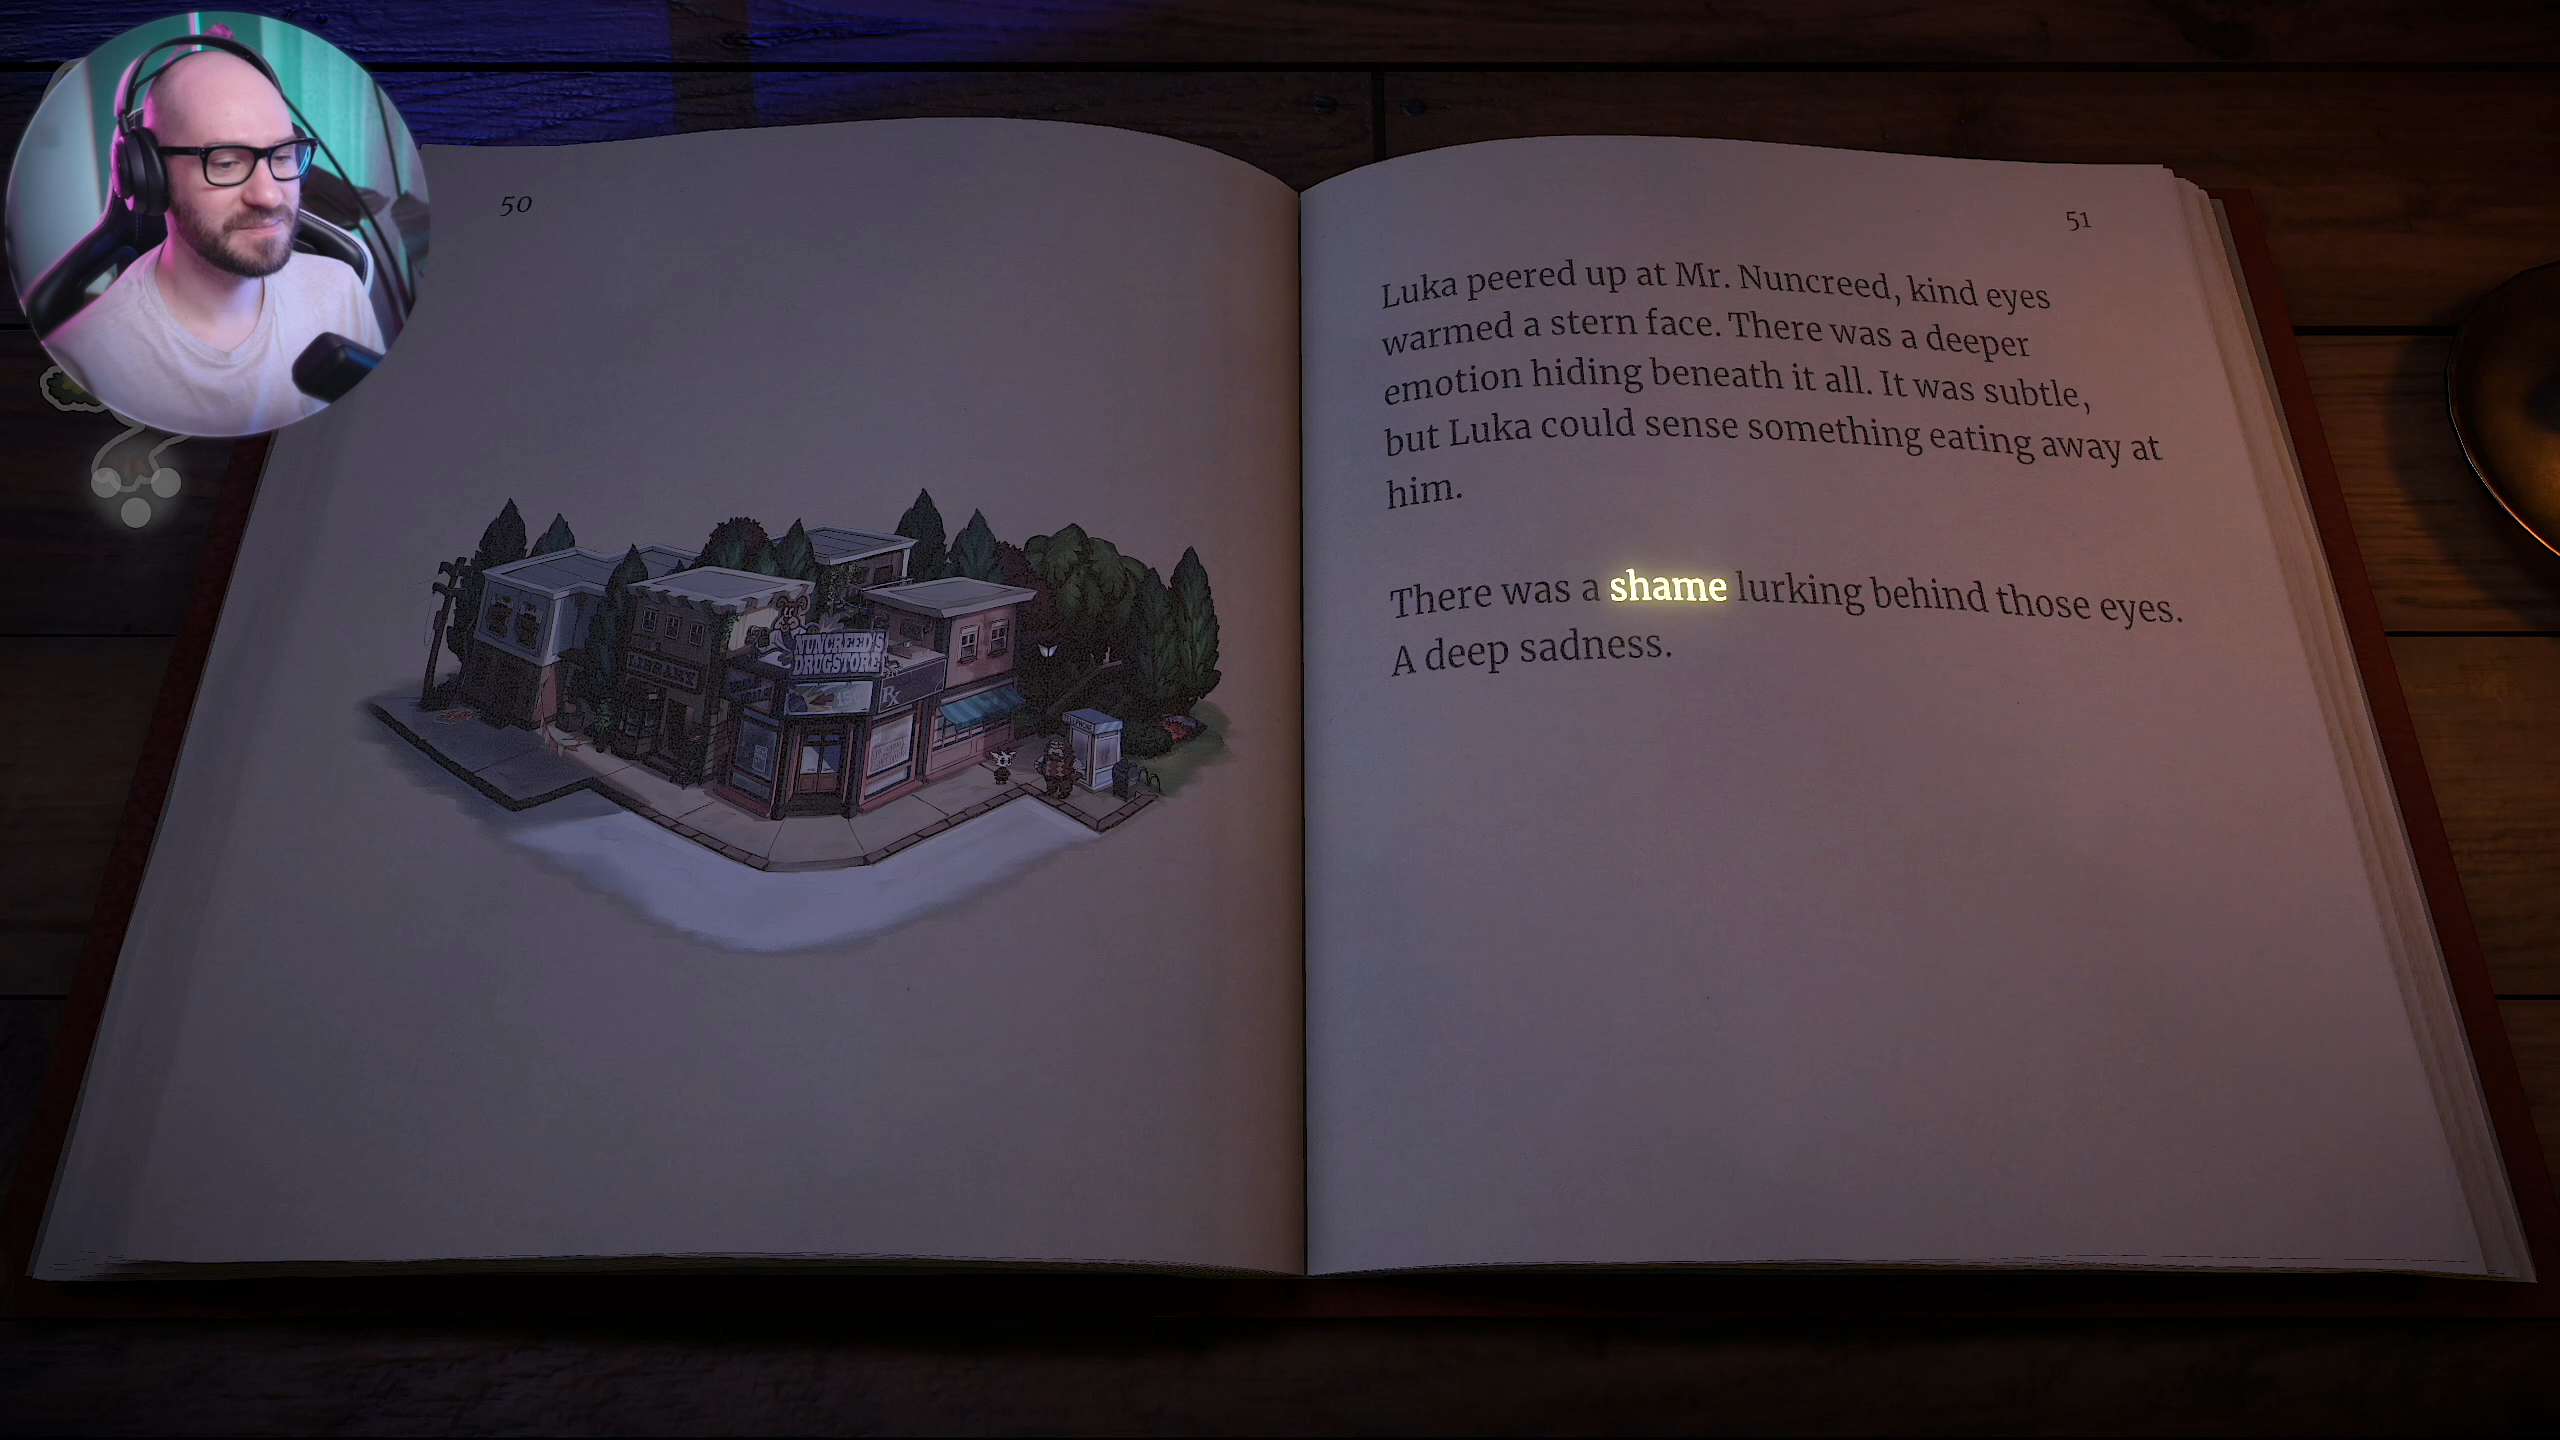 50
NUNCREED'S
DRUGSTORE
LIBRARY
Rx
TELEPHONE
51
Luka peered up at Mr. Nuncreed, kind eyes
warmed a stern face. There was a deeper
emotion hiding beneath it all. It was subtle,
but Luka could sense something eating away at
him.
There was a shame lurking behind those eyes.
A deep sadness.